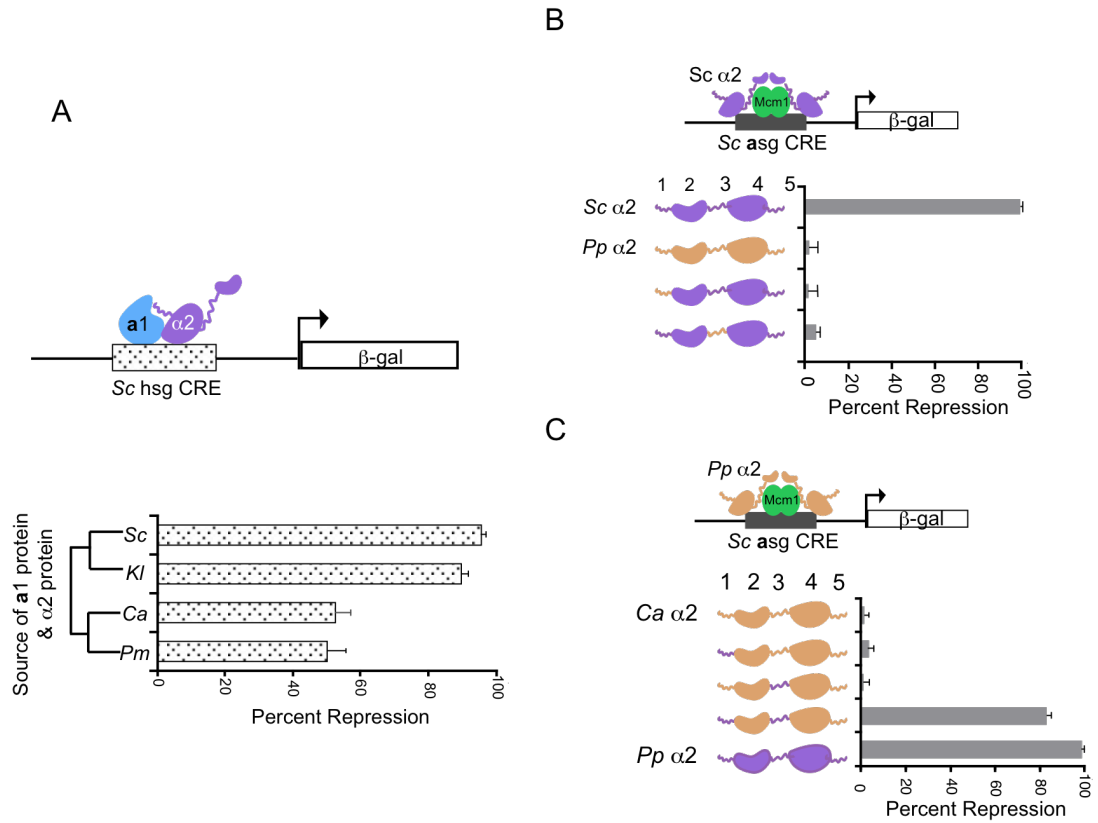 A
a1
α2
Sc hsg CRE
β-gal
Source of a1 protein
& α2 protein
Sc
Kl
Ca
Pm
0 20 40 60 80 100
Percent Repression
B
Sc α2
Mcm1
β-gal
Sc asg CRE
1 2 3 4 5
Sc α2
Pp α2
0 20 40 60 80 100
Percent Repression
C
Pp α2
Mcm1
β-gal
Sc asg CRE
1 2 3 4 5
Ca α2
Pp α2
0 20 40 60 80 100
Percent Repression